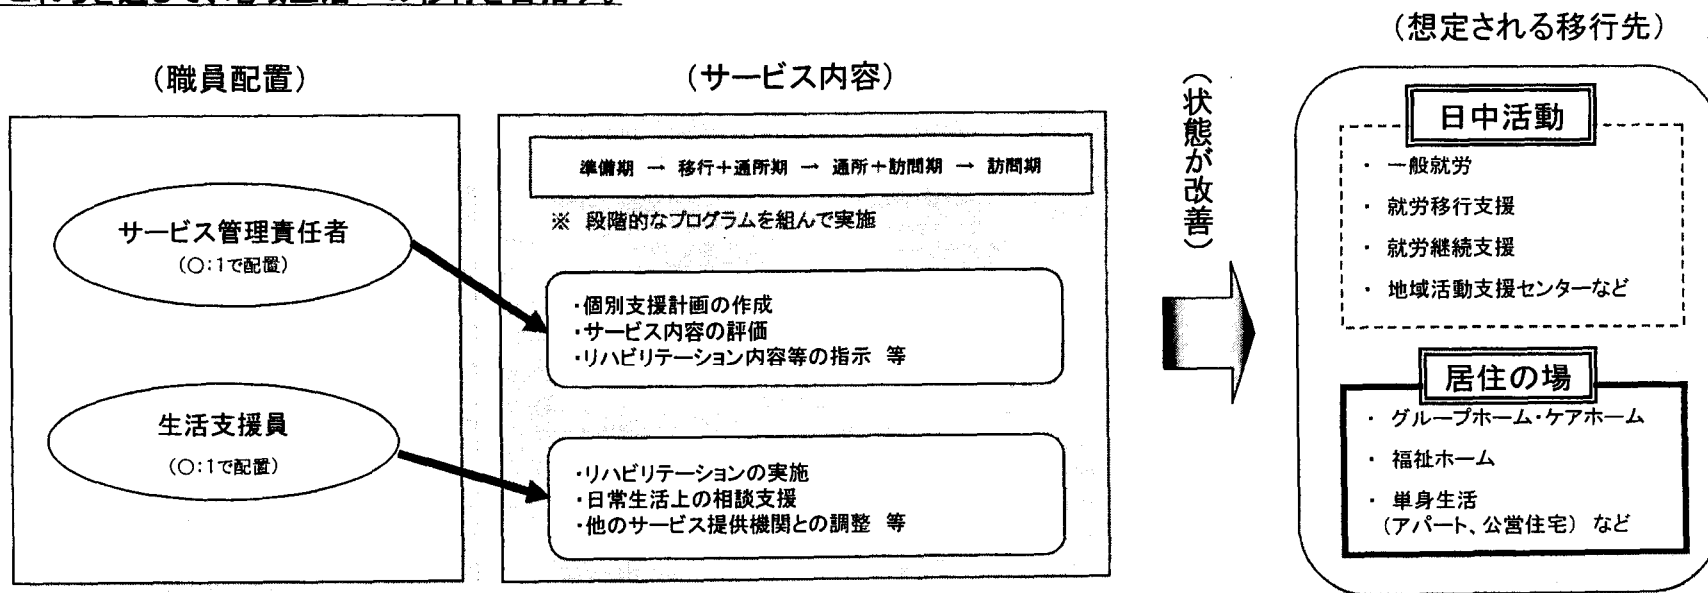 (想定される移行先)
(職員配置)
(サービス内容)
(状態が改善)
サービス管理責任者
(○:1で配置)
生活支援員
(○:1で配置)
準備期 → 移行+通所期 → 通所+訪問期 → 訪問期
※ 段階的なプログラムを組んで実施
・個別支援計画の作成
・サービス内容の評価
・リハビリテーション内容等の指示 等
・リハビリテーションの実施
・日常生活上の相談支援
・他のサービス提供機関との調整 等
日中活動
・ 一般就労
・ 就労移行支援
・ 就労継続支援
・ 地域活動支援センターなど
居住の場
・ グループホーム・ケアホーム
・ 福祉ホーム
・ 単身生活
(アパート、公営住宅) など